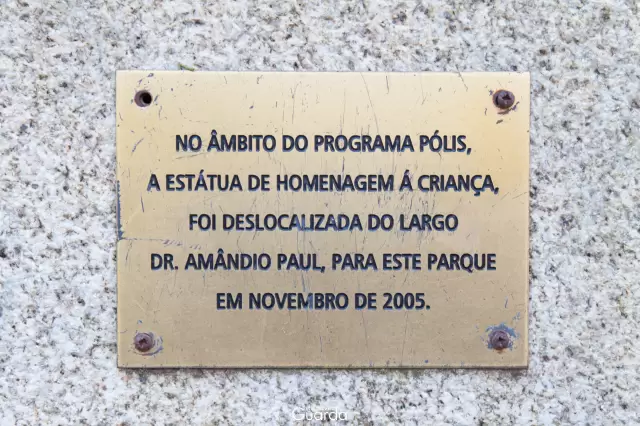 NO ÂMBITO DO PROGRAMA PÓLIS,
A ESTÁTUA DE HOMENAGEM Á CRIANÇA,
FOI DESLOCALIZADA DO LARGO
DR. AMÂNDIO PAUL, PARA ESTE PARQUE
EM NOVEMBRO DE 2005.
Guarda